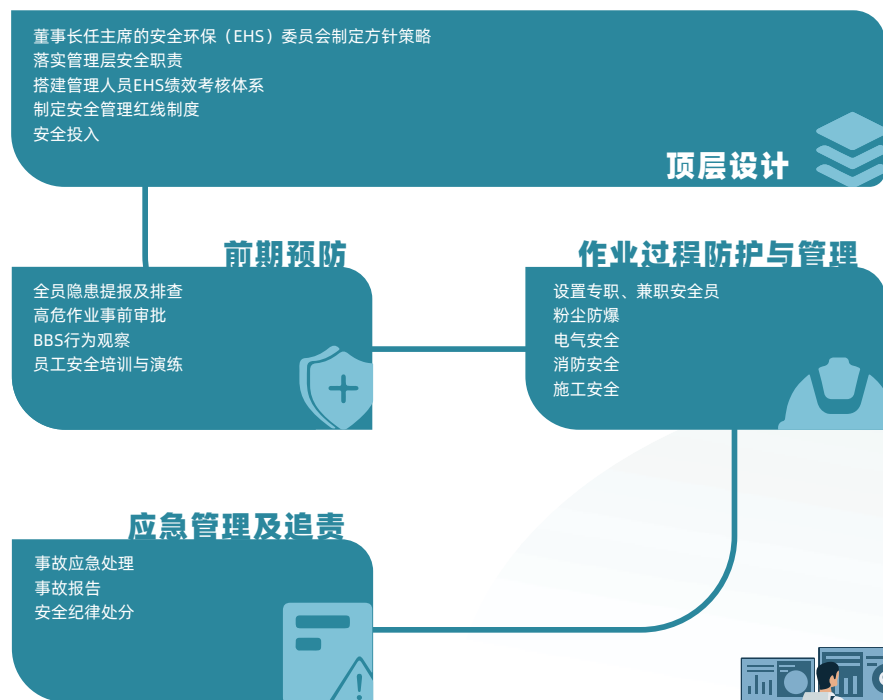 董事长任主席的安全环保（EHS）委员会制定方针策略
落实管理层安全职责
搭建管理人员EHS绩效考核体系
制定安全管理红线制度
安全投入
顶层设计
前期预防
全员隐患提报及排查
高危作业事前审批
BBS行为观察
员工安全培训与演练
作业过程防护与管理
设置专职、兼职安全员
粉尘防爆
电气安全
消防安全
施工安全
应急管理及追责
事故应急处理
事故报告
安全纪律处分